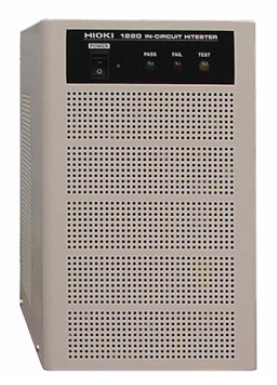 HIOKI 1220 IN-CIRCUIT HITESTER
POWER
PASS FAIL TEST